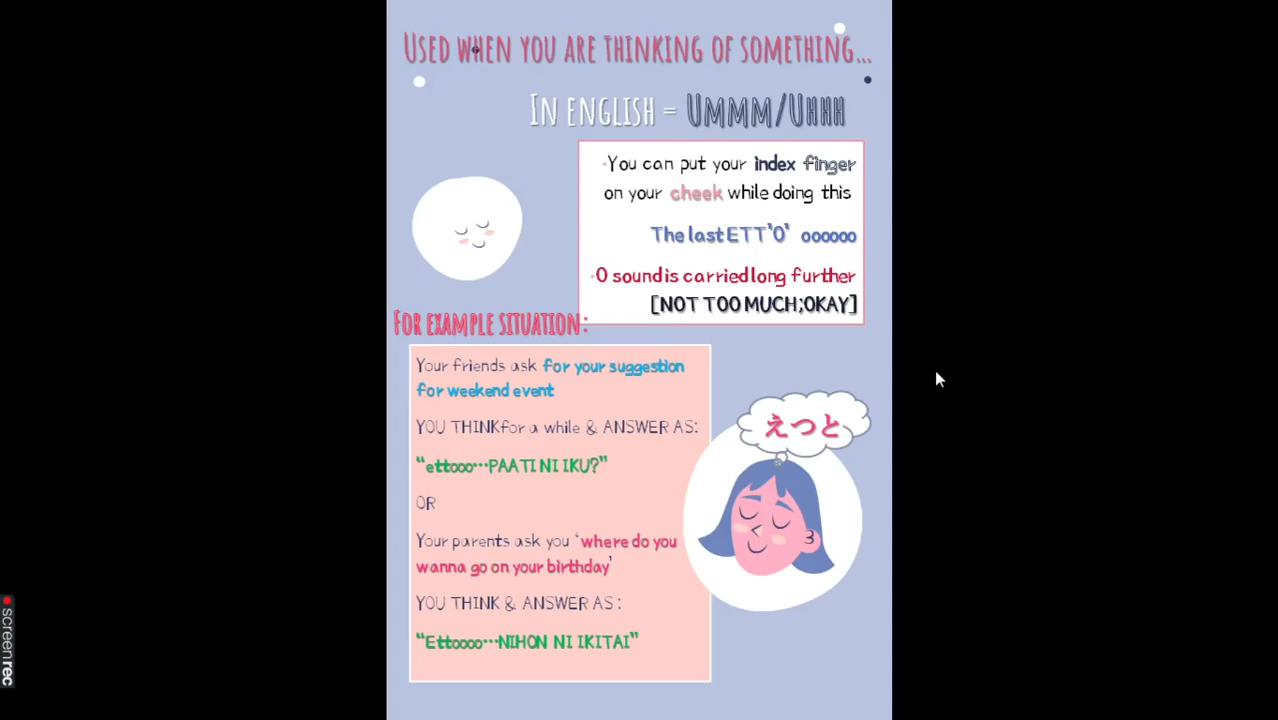 USED WHEN YOU ARE THINKING OF SOMETHING...
IN ENGLISH = UMMM/UHHH
•You can put your index finger
on your cheek while doing this
The last ETT'O' oooooo
•O sound is carried long further
[NOT TOO MUCH;OKAY]
FOR EXAMPLE SITUATION:
Your friends ask for your suggestion
for weekend event
YOU THINK for a while & ANSWER AS:
"ettooo...PAATI NI IKU?"
OR
Your parents ask you 'where do you
wanna go on your birthday'
YOU THINK & ANSWER AS:
"Ettoooo...NIHON NI IKITAI"
えつと
screenrec